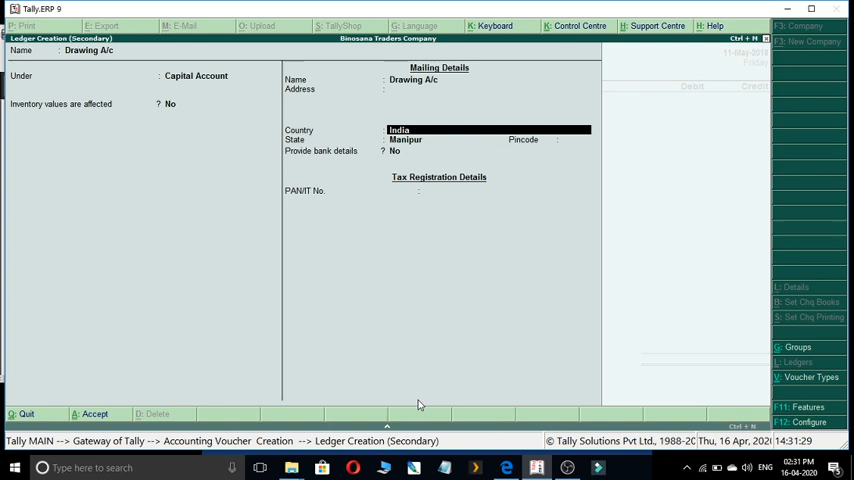 Tally.ERP 9
P: Print E: Export M: E-Mail O: Upload S: TallyShop G: Language K: Keyboard K: Control Centre H: Support Centre H: Help
F3: Company
Ledger Creation (Secondary) Binosana Traders Company Ctrl + M
F3: New Company
Name : Drawing A/c
11-May-2018
Friday
Mailing Details
Under : Capital Account
Name : Drawing A/c
Address :
Debit Credit
Inventory values are affected ? No
Country : India
State : Manipur Pincode :
Provide bank details ? No
Tax Registration Details
PAN/IT No. :
L: Details
B: Set Chq Books
S: Set Chq Printing
G: Groups
L: Ledgers
V: Voucher Types
F11: Features
F12: Configure
Q: Quit A: Accept D: Delete
Ctrl + N
Tally MAIN --> Gateway of Tally --> Accounting Voucher Creation --> Ledger Creation (Secondary) © Tally Solutions Pvt Ltd., 1988-20 Thu, 16 Apr, 2020 14:31:29
Type here to search
ENG 02:31 PM
16-04-2020